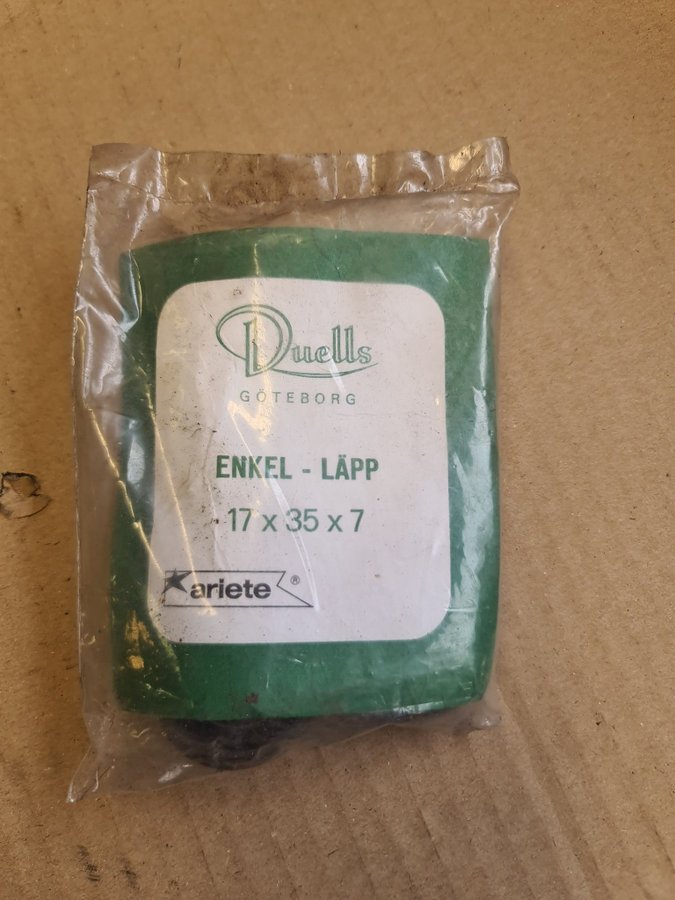 Duells
GÖTEBORG
ENKEL - LÄPP
17 x 35 x 7
ariete ®